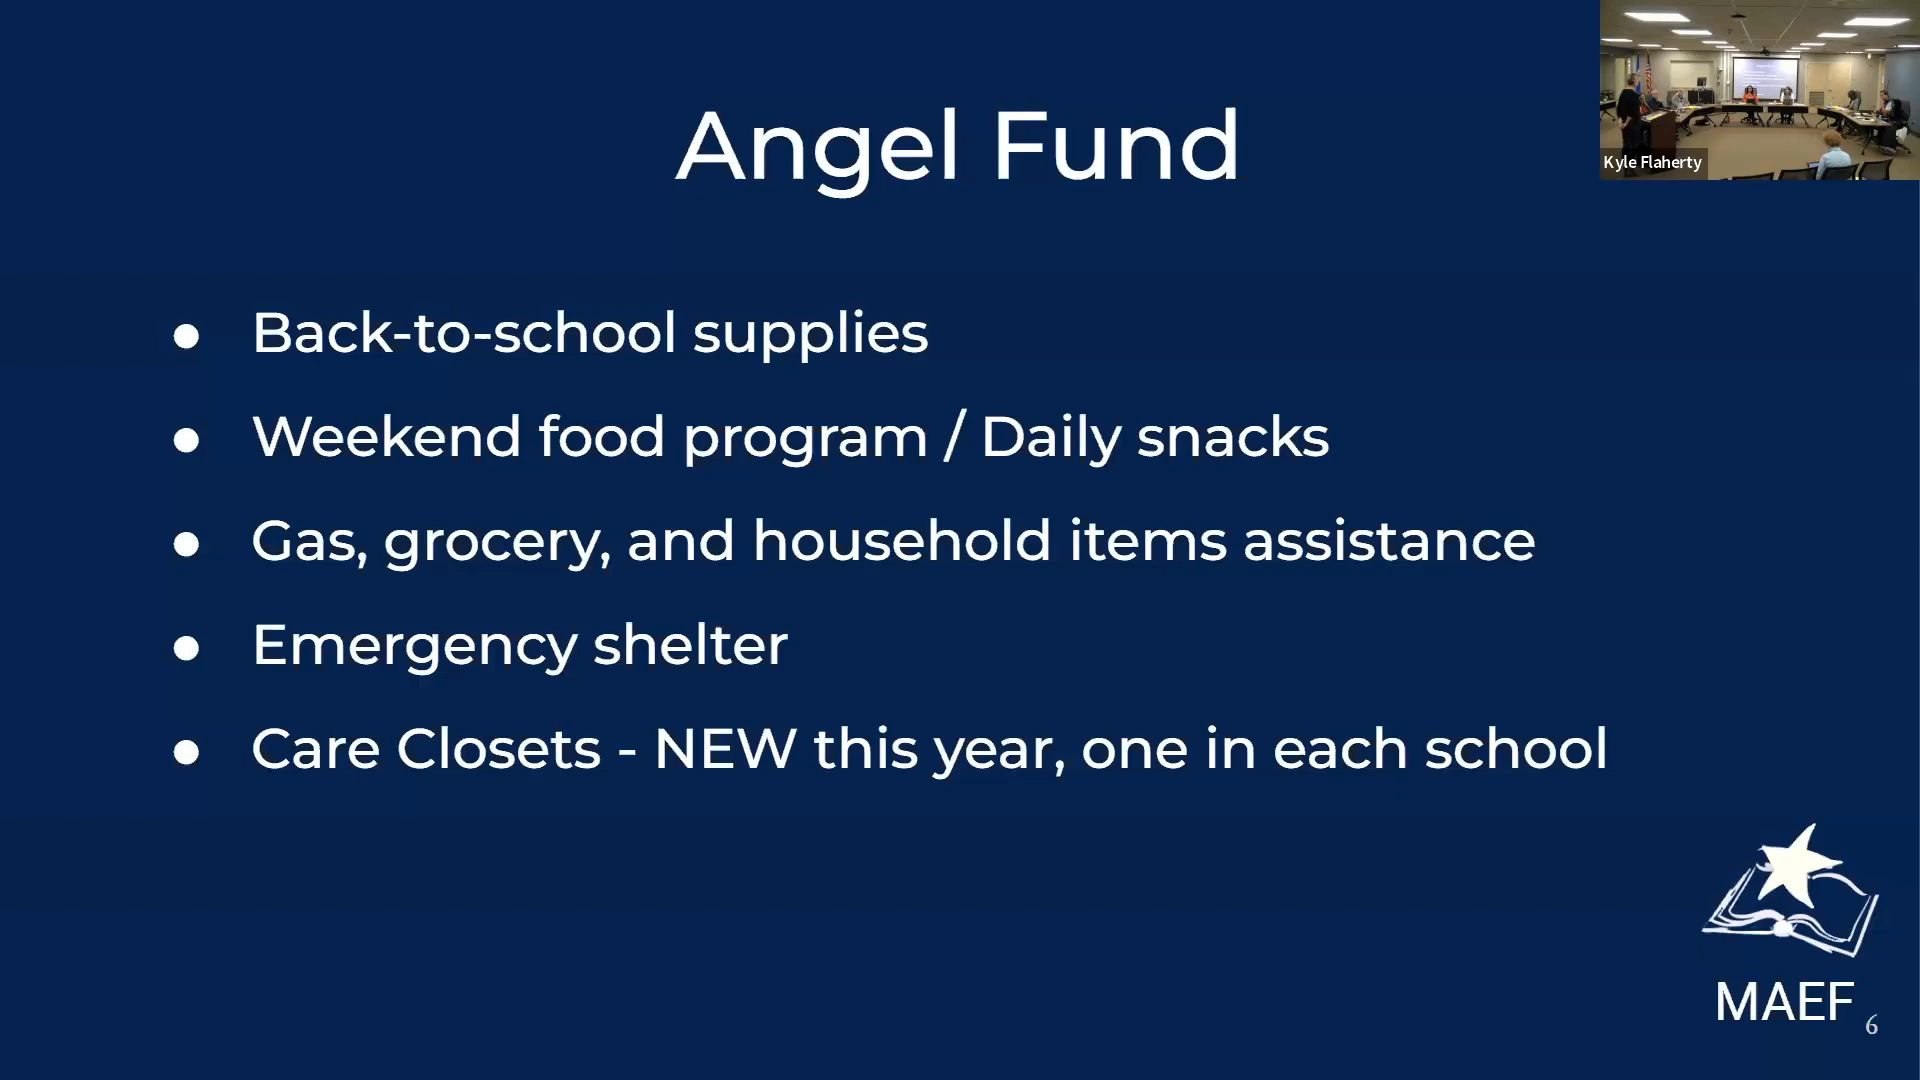 Angel Fund
Kyle Flaherty
● Back-to-school supplies
● Weekend food program / Daily snacks
● Gas, grocery, and household items assistance
● Emergency shelter
● Care Closets - NEW this year, one in each school
MAEF
6